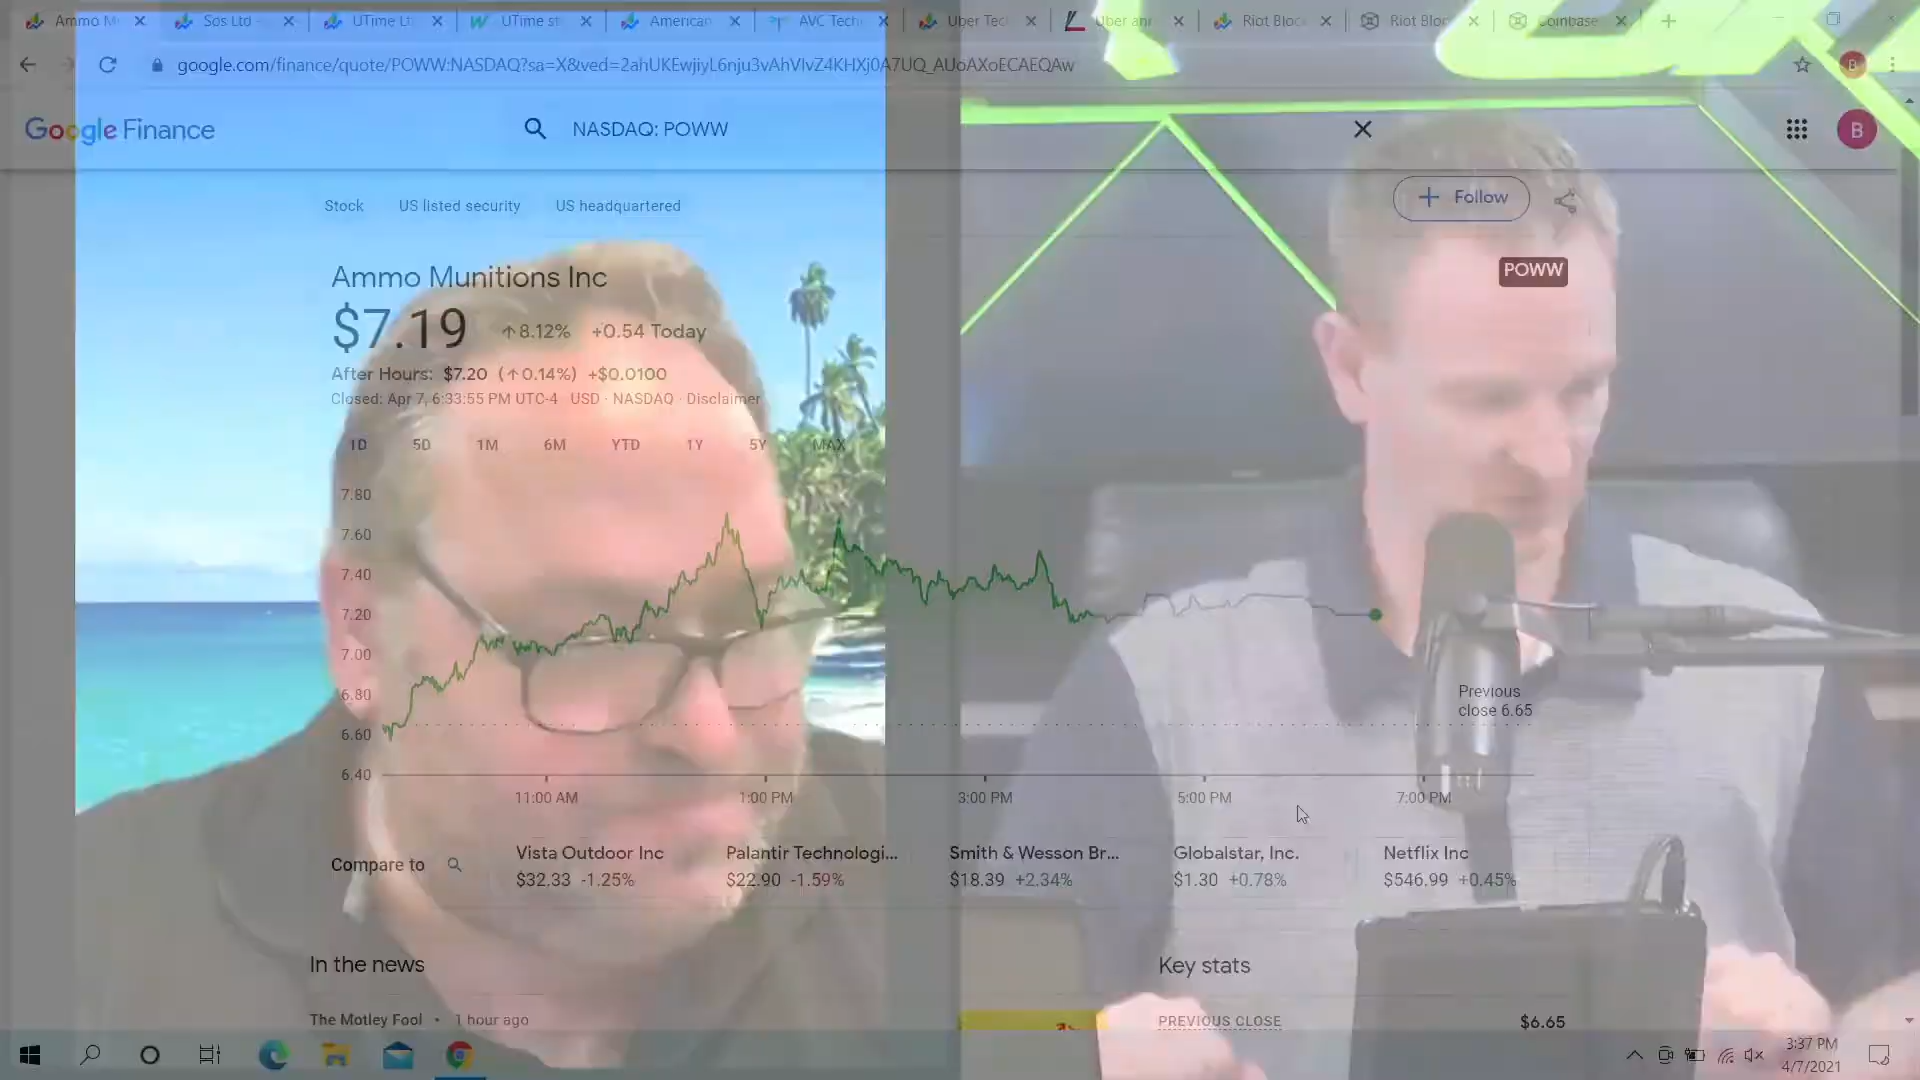 Ammo M
Sos Ltd
UTime Lt
UTime st
American
AVC Tech
Uber Tec
Uber ann
Riot Bloc
Riot Bloc
Coinbase
google.com/finance/quote/POWW:NASDAQ?sa=X&ved=2ahUKEwjiyL6nju3vAhVIvZ4KHXj0A7UQ_AUoAXoECAEQAw
B
Google Finance
NASDAQ: POWW
B
Stock
US listed security
US headquartered
Follow
Ammo Munitions Inc
POWW
$7.19
↑8.12% +0.54 Today
After Hours: $7.20 (↑0.14%) +$0.0100
Closed: Apr 7, 6:33:55 PM UTC-4 · USD · NASDAQ · Disclaimer
1D 5D 1M 6M YTD 1Y 5Y MAX
7.80
7.60
7.40
7.20
7.00
6.80
6.60
6.40
Previous
close 6.65
11:00 AM 1:00 PM 3:00 PM 5:00 PM 7:00 PM
Compare to
Vista Outdoor Inc
$32.33 -1.25%
Palantir Technologi...
$22.90 -1.59%
Smith & Wesson Br...
$18.39 +2.34%
Globalstar, Inc.
$1.30 +0.78%
Netflix Inc
$546.99 +0.45%
In the news
Key stats
The Motley Fool · 1 hour ago
PREVIOUS CLOSE
$6.65
3:37 PM
4/7/2021